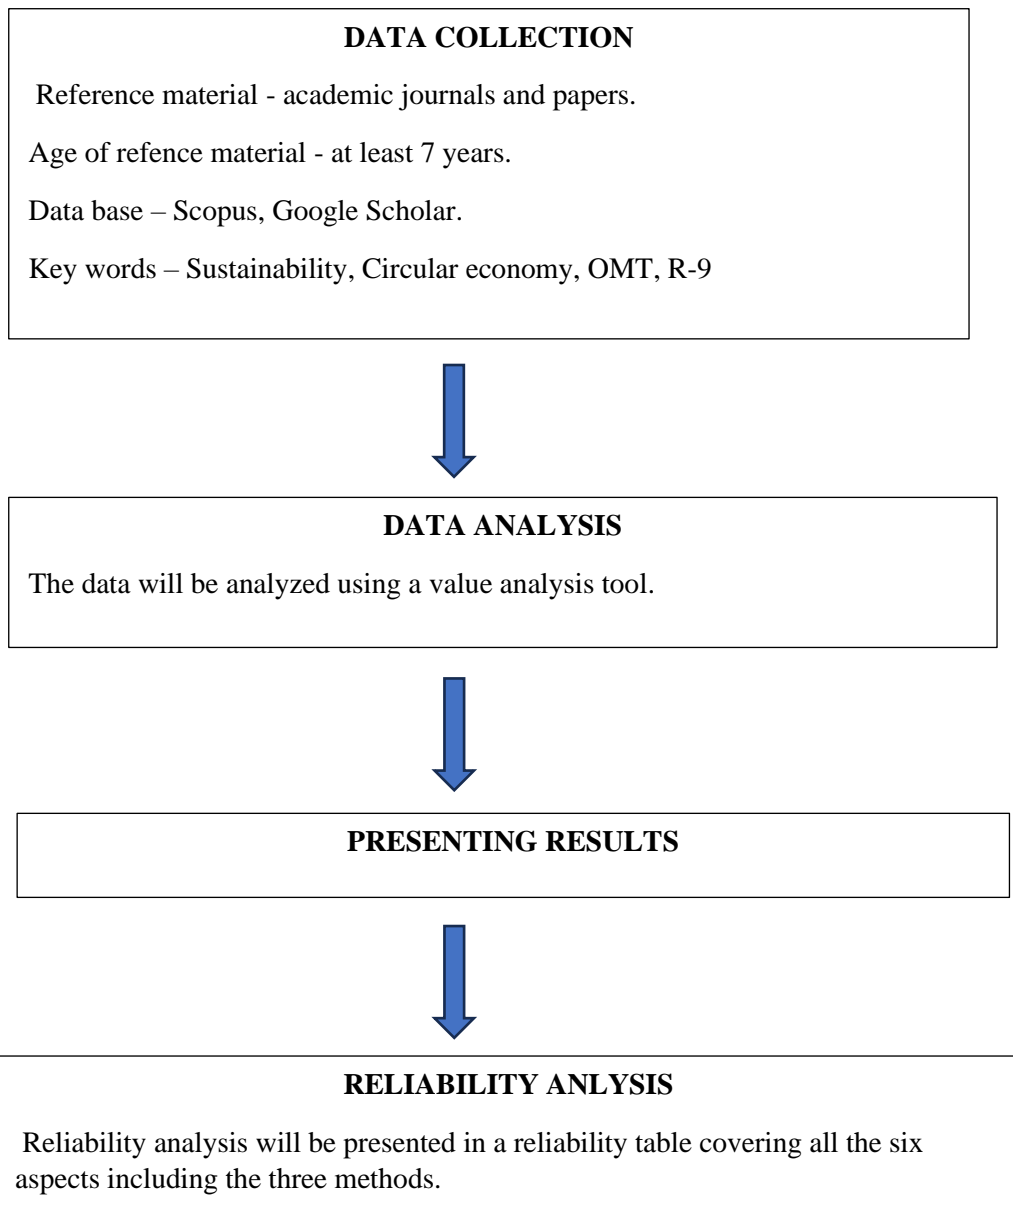 DATA COLLECTION
Reference material - academic journals and papers.
Age of refence material - at least 7 years.
Data base – Scopus, Google Scholar.
Key words – Sustainability, Circular economy, OMT, R-9
DATA ANALYSIS
The data will be analyzed using a value analysis tool.
PRESENTING RESULTS
RELIABILITY ANLYSIS
Reliability analysis will be presented in a reliability table covering all the six
aspects including the three methods.